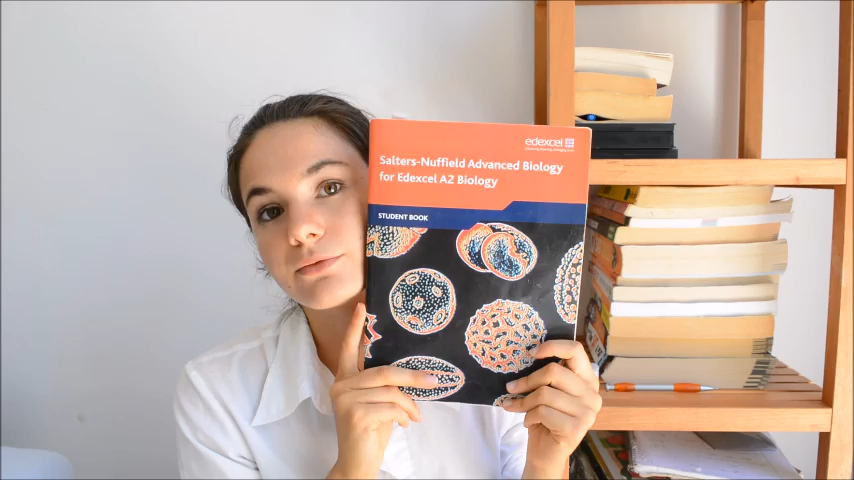 edexcel
Salters-Nuffield Advanced Biology
for Edexcel A2 Biology
STUDENT BOOK